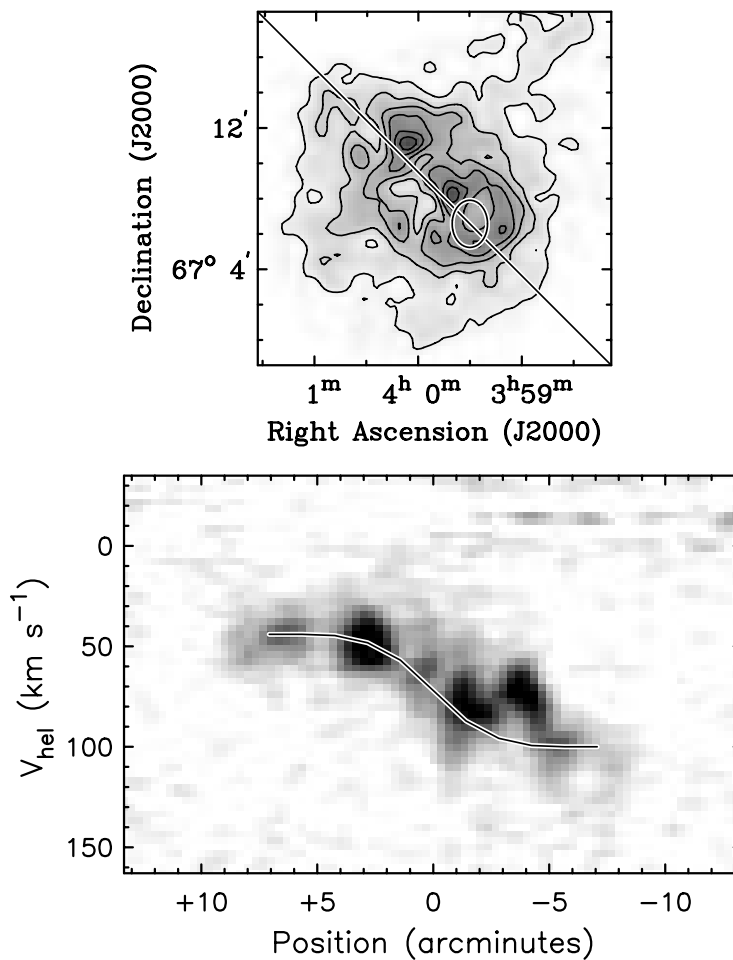 Declination (J2000)
12′
67° 4′
1ᵐ 4ʰ 0ᵐ 3ʰ59ᵐ
Right Ascension (J2000)
V_hel (km s⁻¹)
0
50
100
150
+10 +5 0 −5 −10
Position (arcminutes)